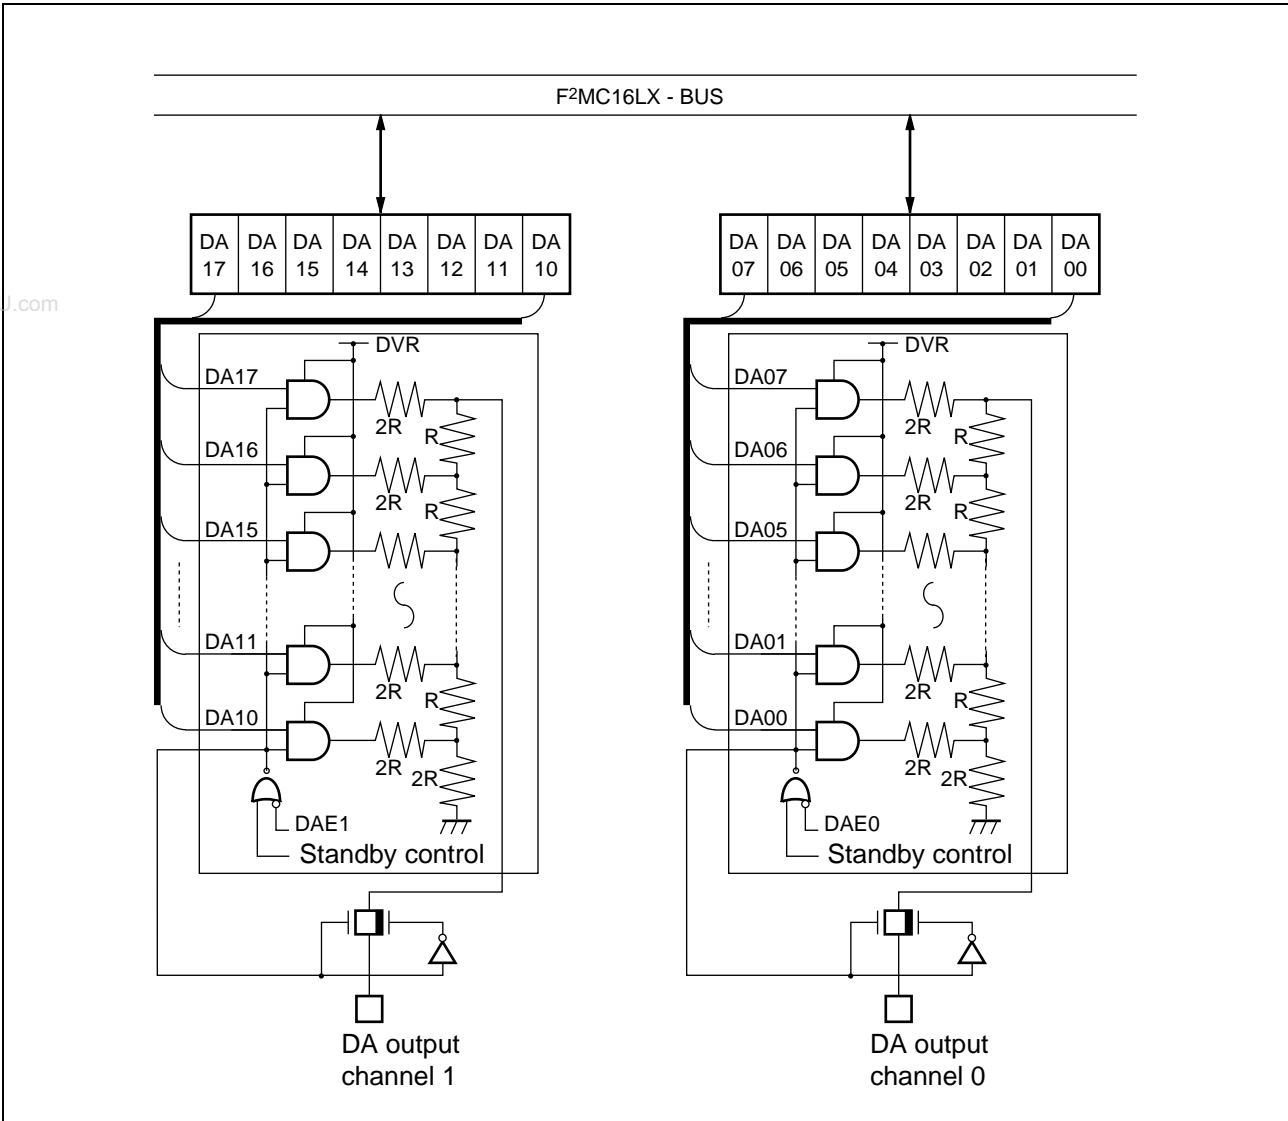 F²MC16LX - BUS
DA 17 DA 16 DA 15 DA 14 DA 13 DA 12 DA 11 DA 10
DA 07 DA 06 DA 05 DA 04 DA 03 DA 02 DA 01 DA 00
J.com
DVR
DA17
2R
R
DA16
2R
R
DA15
DA11
2R
R
DA10
2R
2R
DAE1
Standby control
DA output
channel 1
DVR
DA07
2R
R
DA06
2R
R
DA05
DA01
2R
R
DA00
2R
2R
DAE0
Standby control
DA output
channel 0